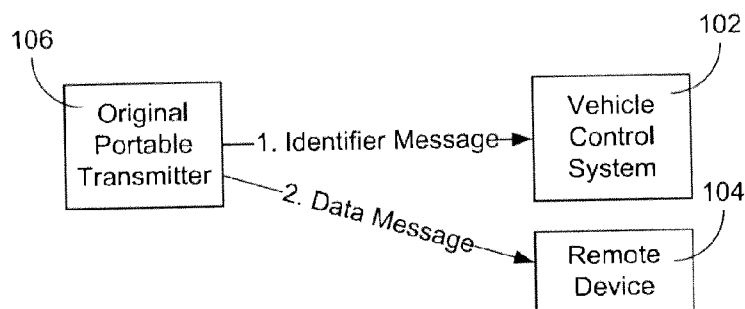 106
Original
Portable
Transmitter
1. Identifier Message
2. Data Message
102
Vehicle
Control
System
104
Remote
Device